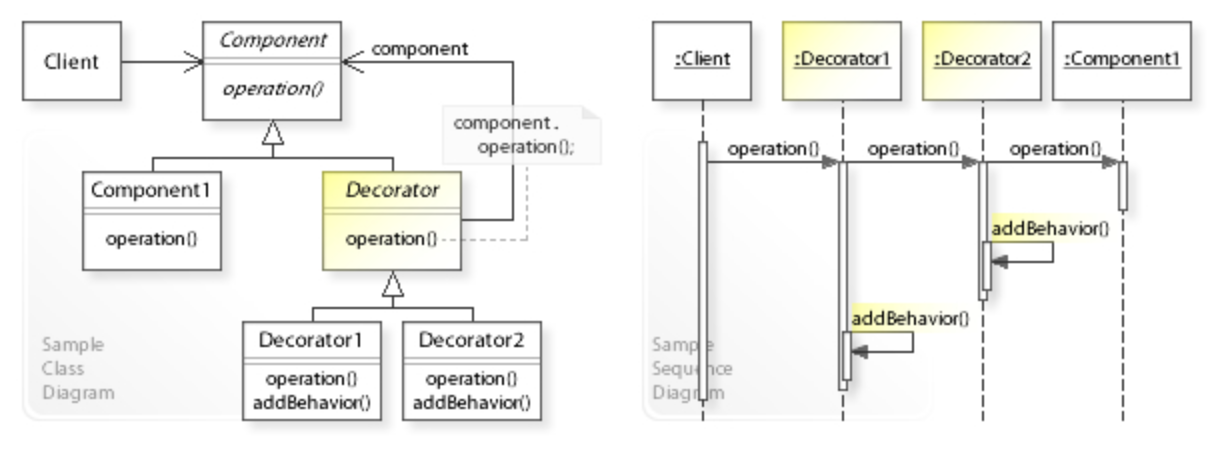 Client
Component
operation()
component
component.
operation();
Component1
operation()
Decorator
operation()
Decorator1
operation()
addBehavior()
Decorator2
operation()
addBehavior()
Sample
Class
Diagram
:Client
:Decorator1
:Decorator2
:Component1
operation()
operation()
operation()
addBehavior()
addBehavior()
Sample
Sequence
Diagram